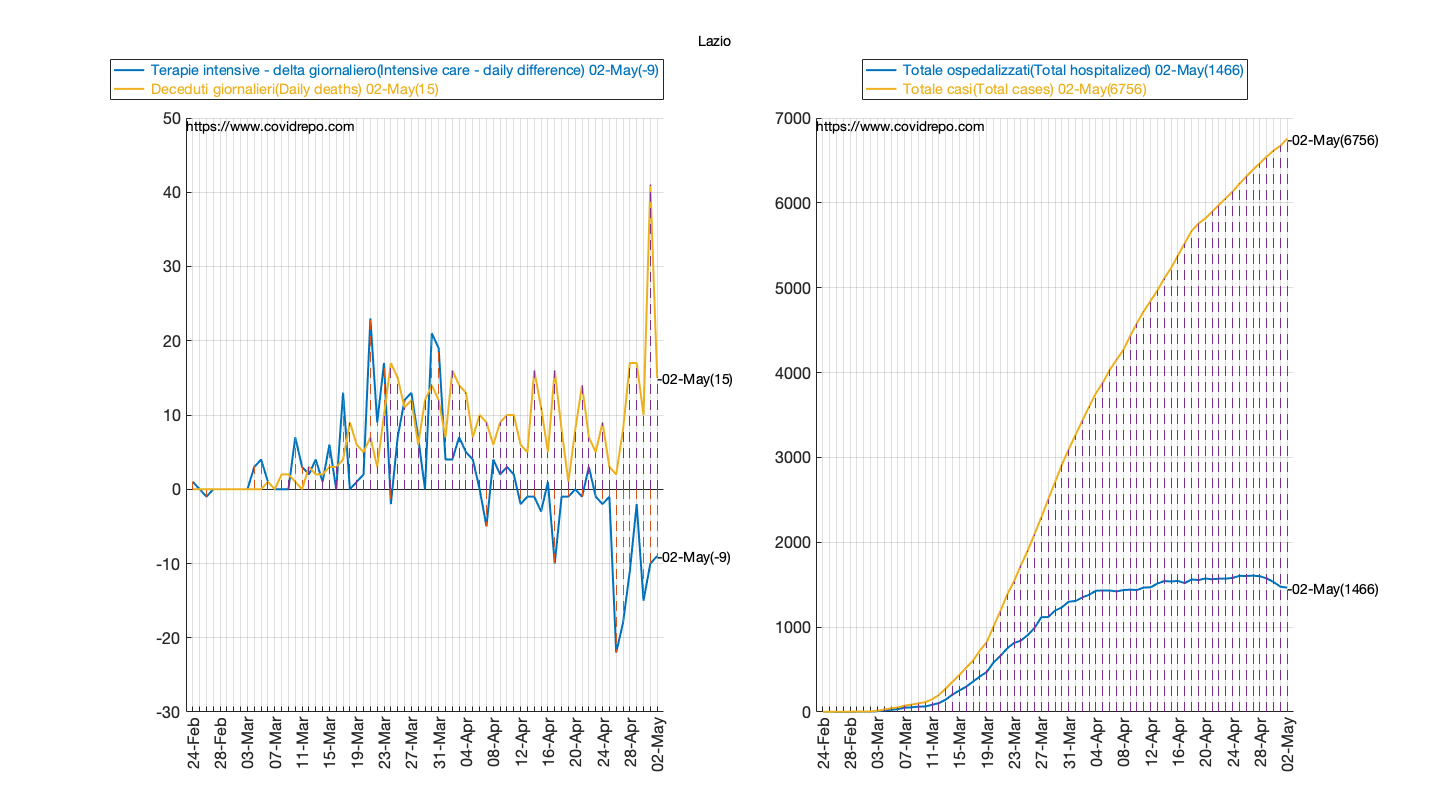 Lazio
Terapie intensive - delta giornaliero(Intensive care - daily difference) 02-May(-9)
Deceduti giornalieri(Daily deaths) 02-May(15)
https://www.covidrepo.com
50
40
30
20
10
0
-10
-20
-30
02-May(15)
02-May(-9)
24-Feb
28-Feb
03-Mar
07-Mar
11-Mar
15-Mar
19-Mar
23-Mar
27-Mar
31-Mar
04-Apr
08-Apr
12-Apr
16-Apr
20-Apr
24-Apr
28-Apr
02-May
Totale ospedalizzati(Total hospitalized) 02-May(1466)
Totale casi(Total cases) 02-May(6756)
https://www.covidrepo.com
7000
6000
5000
4000
3000
2000
1000
0
02-May(6756)
02-May(1466)
24-Feb
28-Feb
03-Mar
07-Mar
11-Mar
15-Mar
19-Mar
23-Mar
27-Mar
31-Mar
04-Apr
08-Apr
12-Apr
16-Apr
20-Apr
24-Apr
28-Apr
02-May